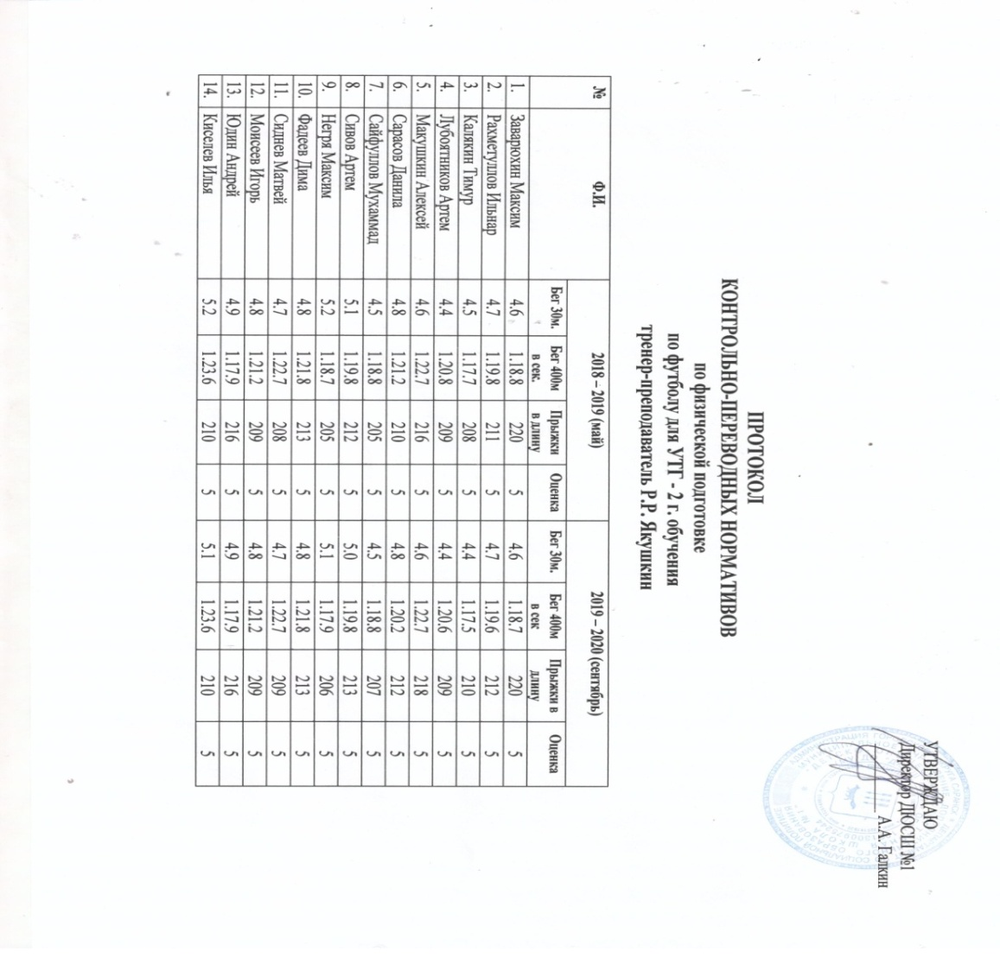 УТВЕРЖДАЮ
Директор ДЮСШ №1
А.А. Галкин
ПРОТОКОЛ
КОНТРОЛЬНО-ПЕРЕВОДНЫХ НОРМАТИВОВ
по физической подготовке
по футболу для УТГ - 2 г. обучения
тренер-преподаватель Р.Р. Якушкин
№ Ф.И. 2018 – 2019 (май) 2019 – 2020 (сентябрь)
Бег 30м. Бег 400м в сек. Прыжки в длину Оценка Бег 30м. Бег 400м в сек Прыжки в длину Оценка
1. Заварюхин Максим 4.6 1.18.8 220 5 4.6 1.18.7 220 5
2. Рахметуллов Ильнар 4.7 1.19.8 211 5 4.7 1.19.6 212 5
3. Калякин Тимур 4.5 1.17.7 208 5 4.4 1.17.5 210 5
4. Лубоятников Артем 4.4 1.20.8 209 5 4.4 1.20.6 209 5
5. Макушкин Алексей 4.6 1.22.7 216 5 4.6 1.22.7 218 5
6. Сарасов Данила 4.8 1.21.2 210 5 4.8 1.20.2 212 5
7. Сайфуллов Мухаммад 4.5 1.18.8 205 5 4.5 1.18.8 207 5
8. Сивов Артем 5.1 1.19.8 212 5 5.0 1.19.8 213 5
9. Негря Максим 5.2 1.18.7 205 5 5.1 1.17.9 206 5
10. Фадеев Дима 4.8 1.21.8 213 5 4.8 1.21.8 213 5
11. Сиднев Матвей 4.7 1.22.7 208 5 4.7 1.22.7 209 5
12. Моисеев Игорь 4.8 1.21.2 209 5 4.8 1.21.2 209 5
13. Юдин Андрей 4.9 1.17.9 216 5 4.9 1.17.9 216 5
14. Киселев Илья 5.2 1.23.6 210 5 5.1 1.23.6 210 5